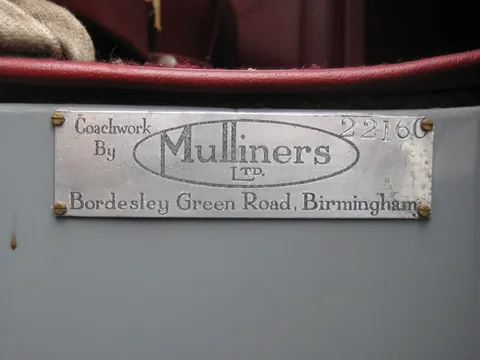 Coachwork By
Mulliners
LTD.
22160
Bordesley Green Road, Birmingham